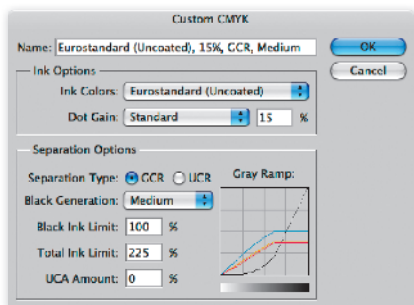 Custom CMYK
Name: Eurostandard (Uncoated), 15%, GCR, Medium
OK
Cancel
Ink Options
Ink Colors: Eurostandard (Uncoated)
Dot Gain: Standard 15 %
Separation Options
Separation Type: GCR UCR
Gray Ramp:
Black Generation: Medium
Black Ink Limit: 100 %
Total Ink Limit: 225 %
UCA Amount: 0 %